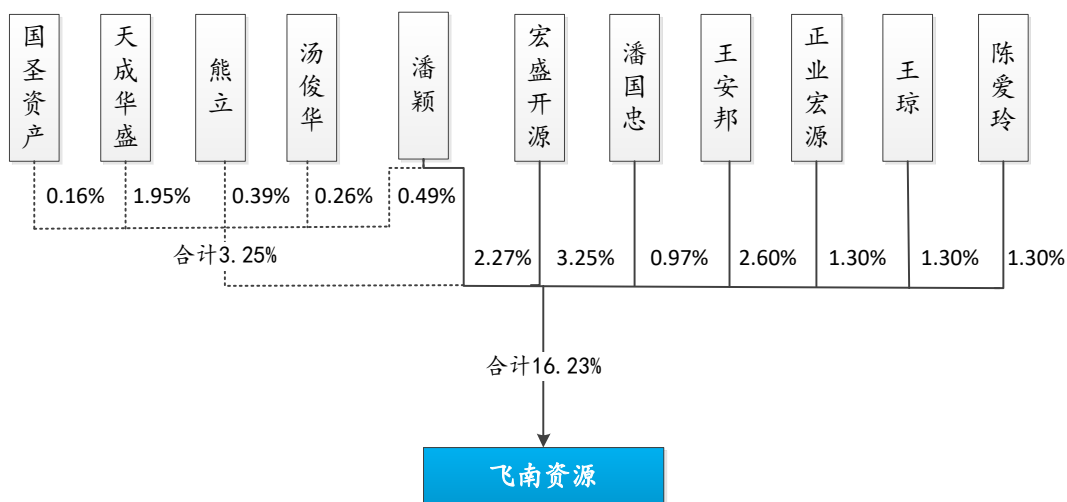 国圣资产
天成华盛
熊立
汤俊华
潘颖
宏盛开源
潘国忠
王安邦
正业宏源
王琼
陈爱玲
0.16%
1.95%
0.39%
0.26%
0.49%
合计3.25%
2.27%
3.25%
0.97%
2.60%
1.30%
1.30%
1.30%
合计16.23%
飞南资源